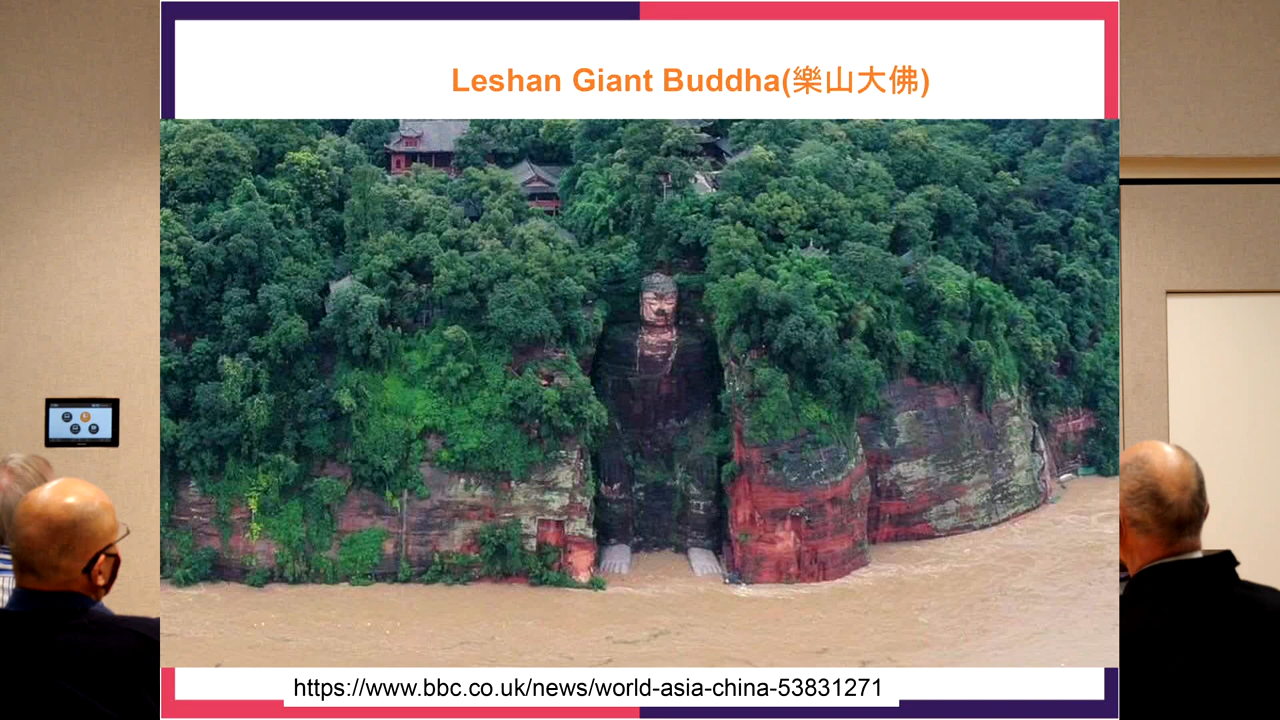 Leshan Giant Buddha(樂山大佛)
https://www.bbc.co.uk/news/world-asia-china-53831271